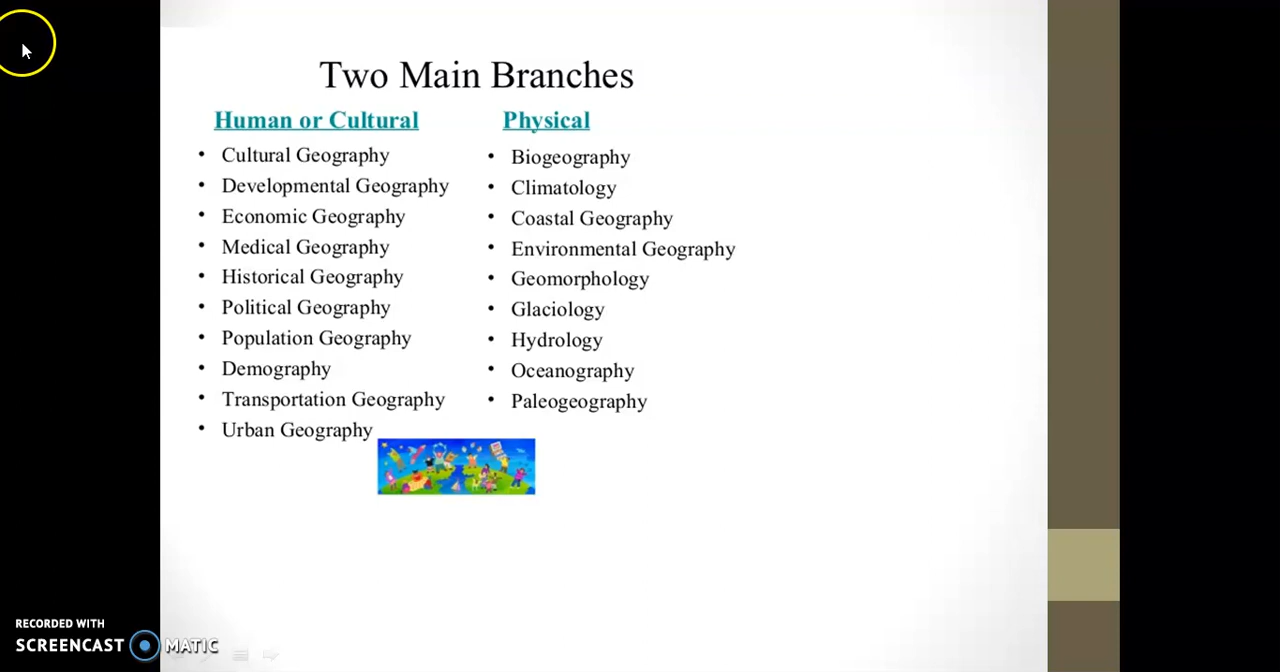 Two Main Branches
Human or Cultural
• Cultural Geography
• Developmental Geography
• Economic Geography
• Medical Geography
• Historical Geography
• Political Geography
• Population Geography
• Demography
• Transportation Geography
• Urban Geography
Physical
• Biogeography
• Climatology
• Coastal Geography
• Environmental Geography
• Geomorphology
• Glaciology
• Hydrology
• Oceanography
• Paleogeography
RECORDED WITH
SCREENCAST MATIC